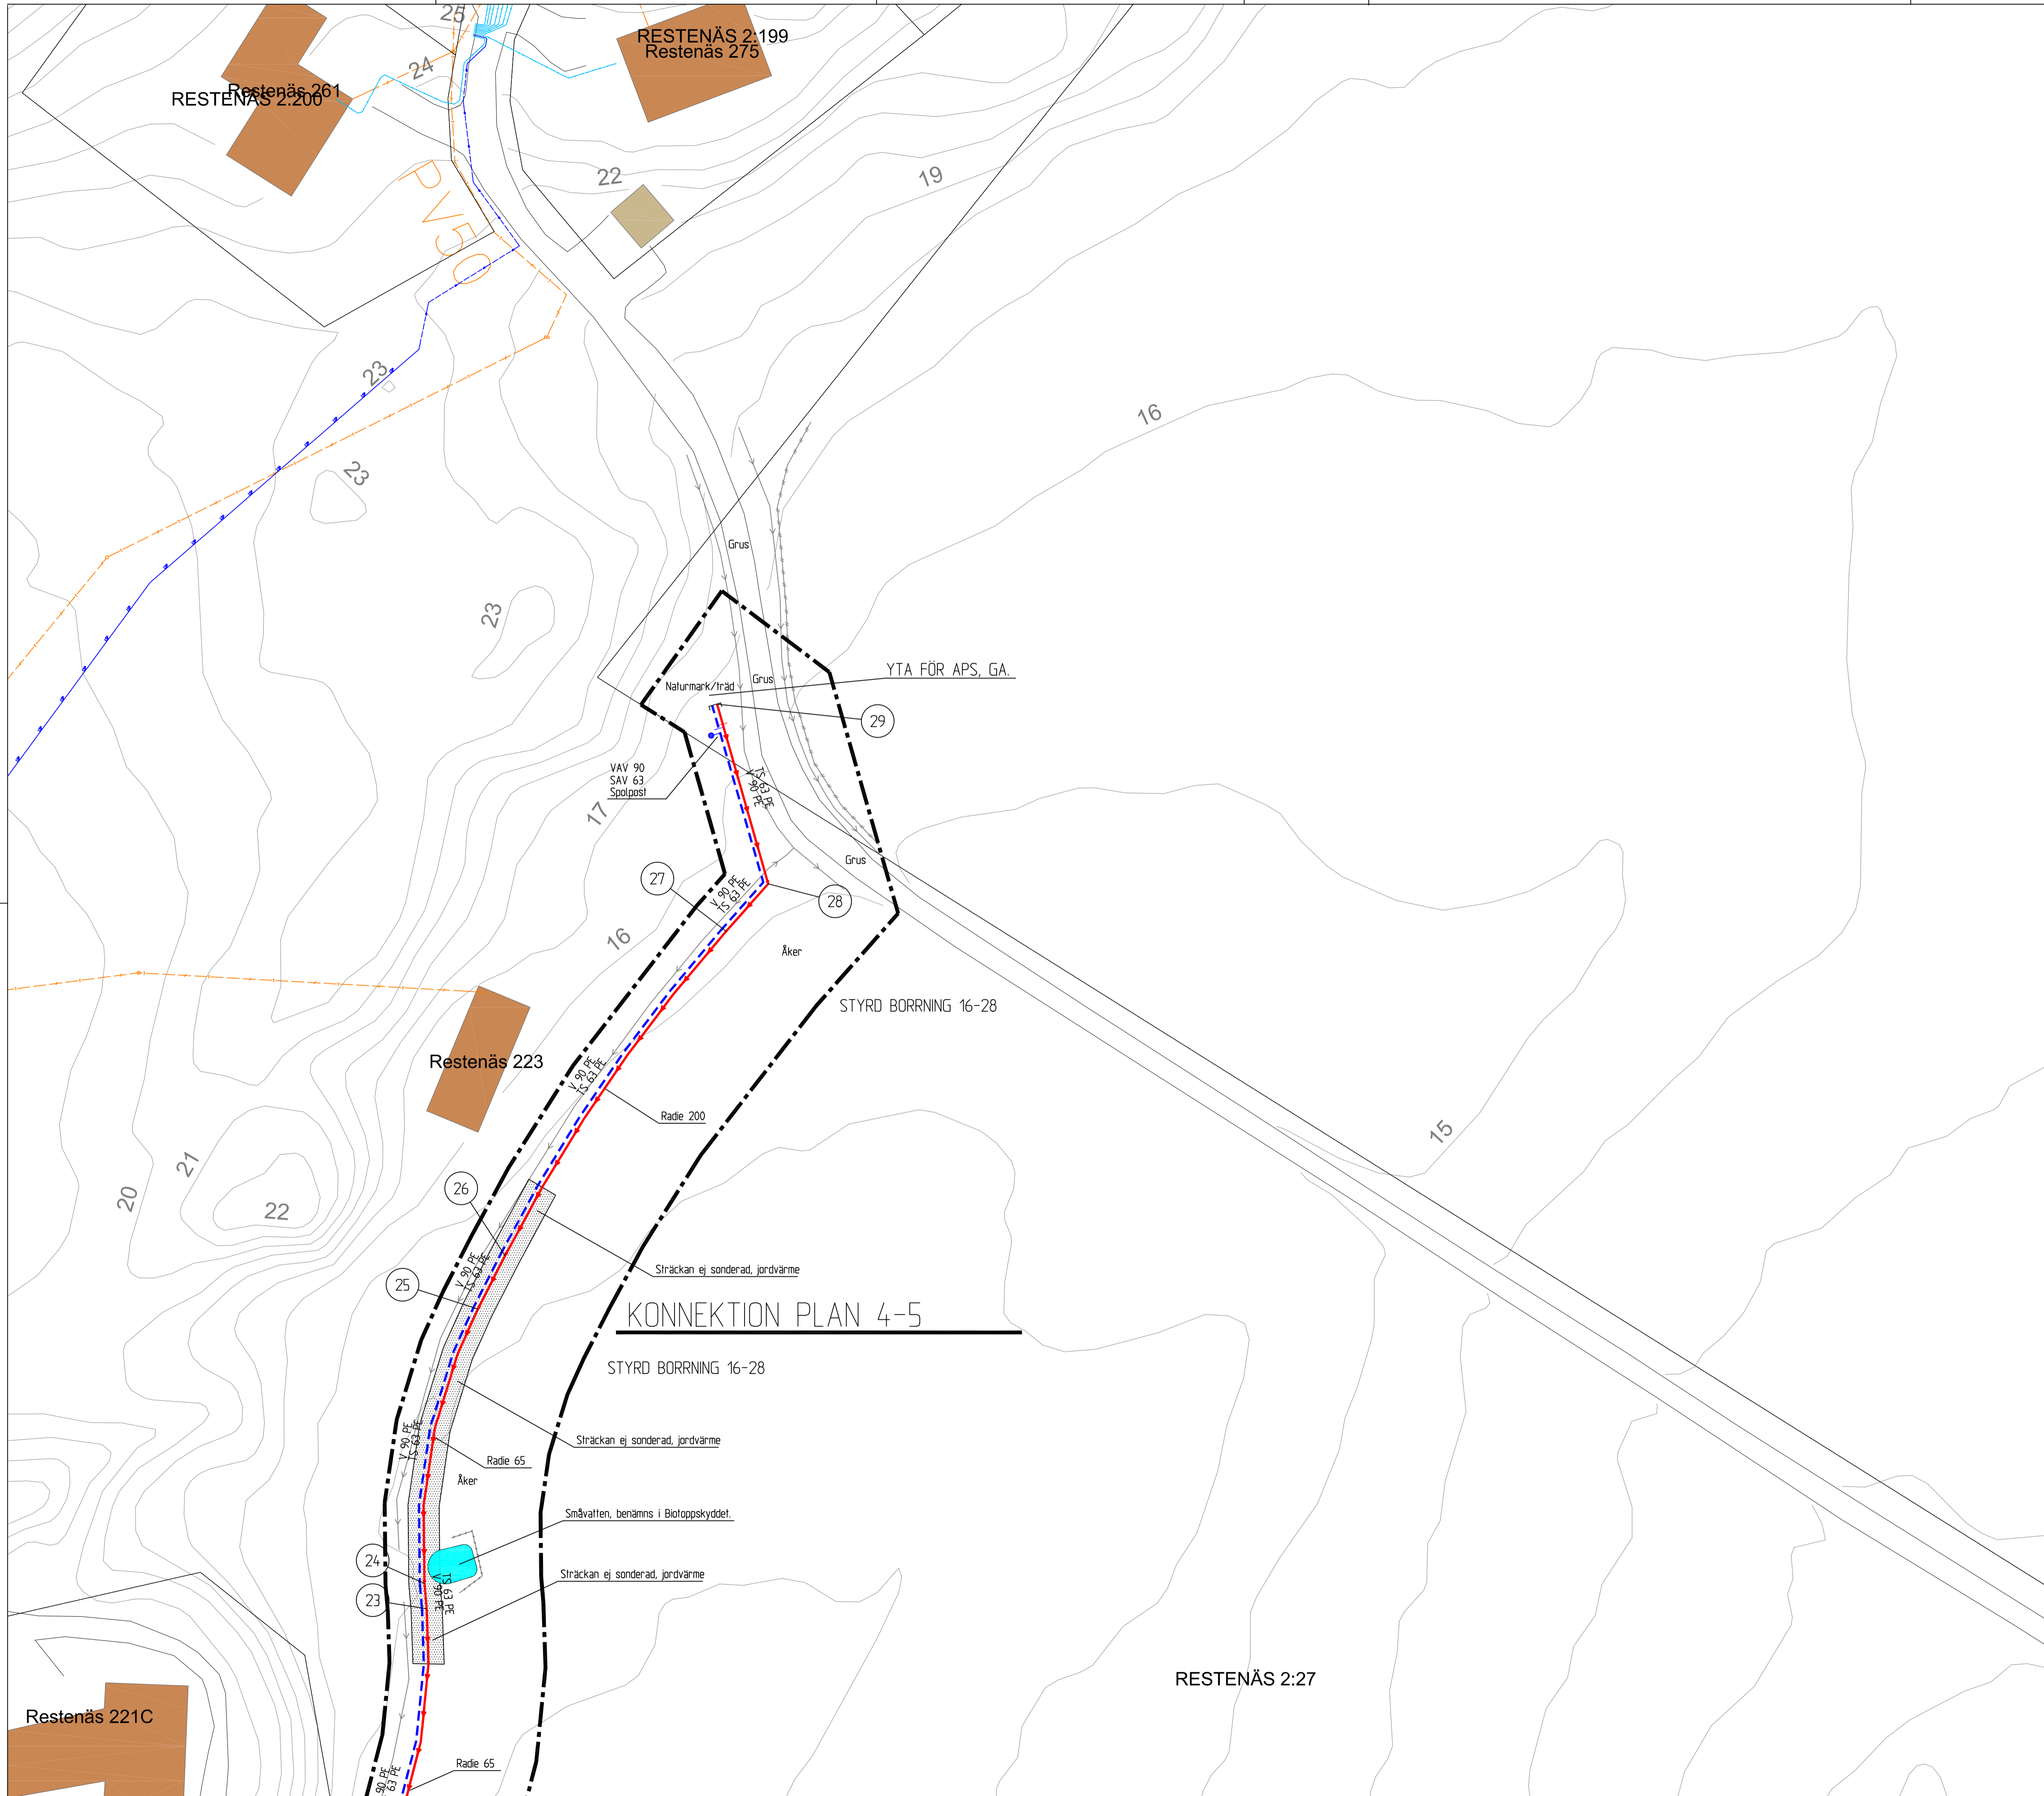 25
RESTENÄS 2:199
Restenäs 275
24
Restenäs 261
RESTENÄS 2:200
22
19
PV50
23
16
23
Grus
23
YTA FÖR APS, GA.
Naturmark/träd
Grus
29
VAV 90
SAV 63
Spolpost
TS 63 PE
V 90 PE
17
Grus
27
V 90 PE
TS 63 PE
28
16
Åker
STYRD BORRNING 16-28
Restenäs 223
V 90 PE
TS 63 PE
Radie 200
15
21
20
22
26
V 90 PE
TS 63 PE
Sträckan ej sonderad, jordvärme
25
KONNEKTION PLAN 4-5
STYRD BORRNING 16-28
V 90 PE
TS 63 PE
Sträckan ej sonderad, jordvärme
Radie 65
Åker
Småvatten, benämns i Biotoppskyddet.
24
TS 63 PE
V 90 PE
Sträckan ej sonderad, jordvärme
23
RESTENÄS 2:27
Restenäs 221C
Radie 65
90 PE
63 PE